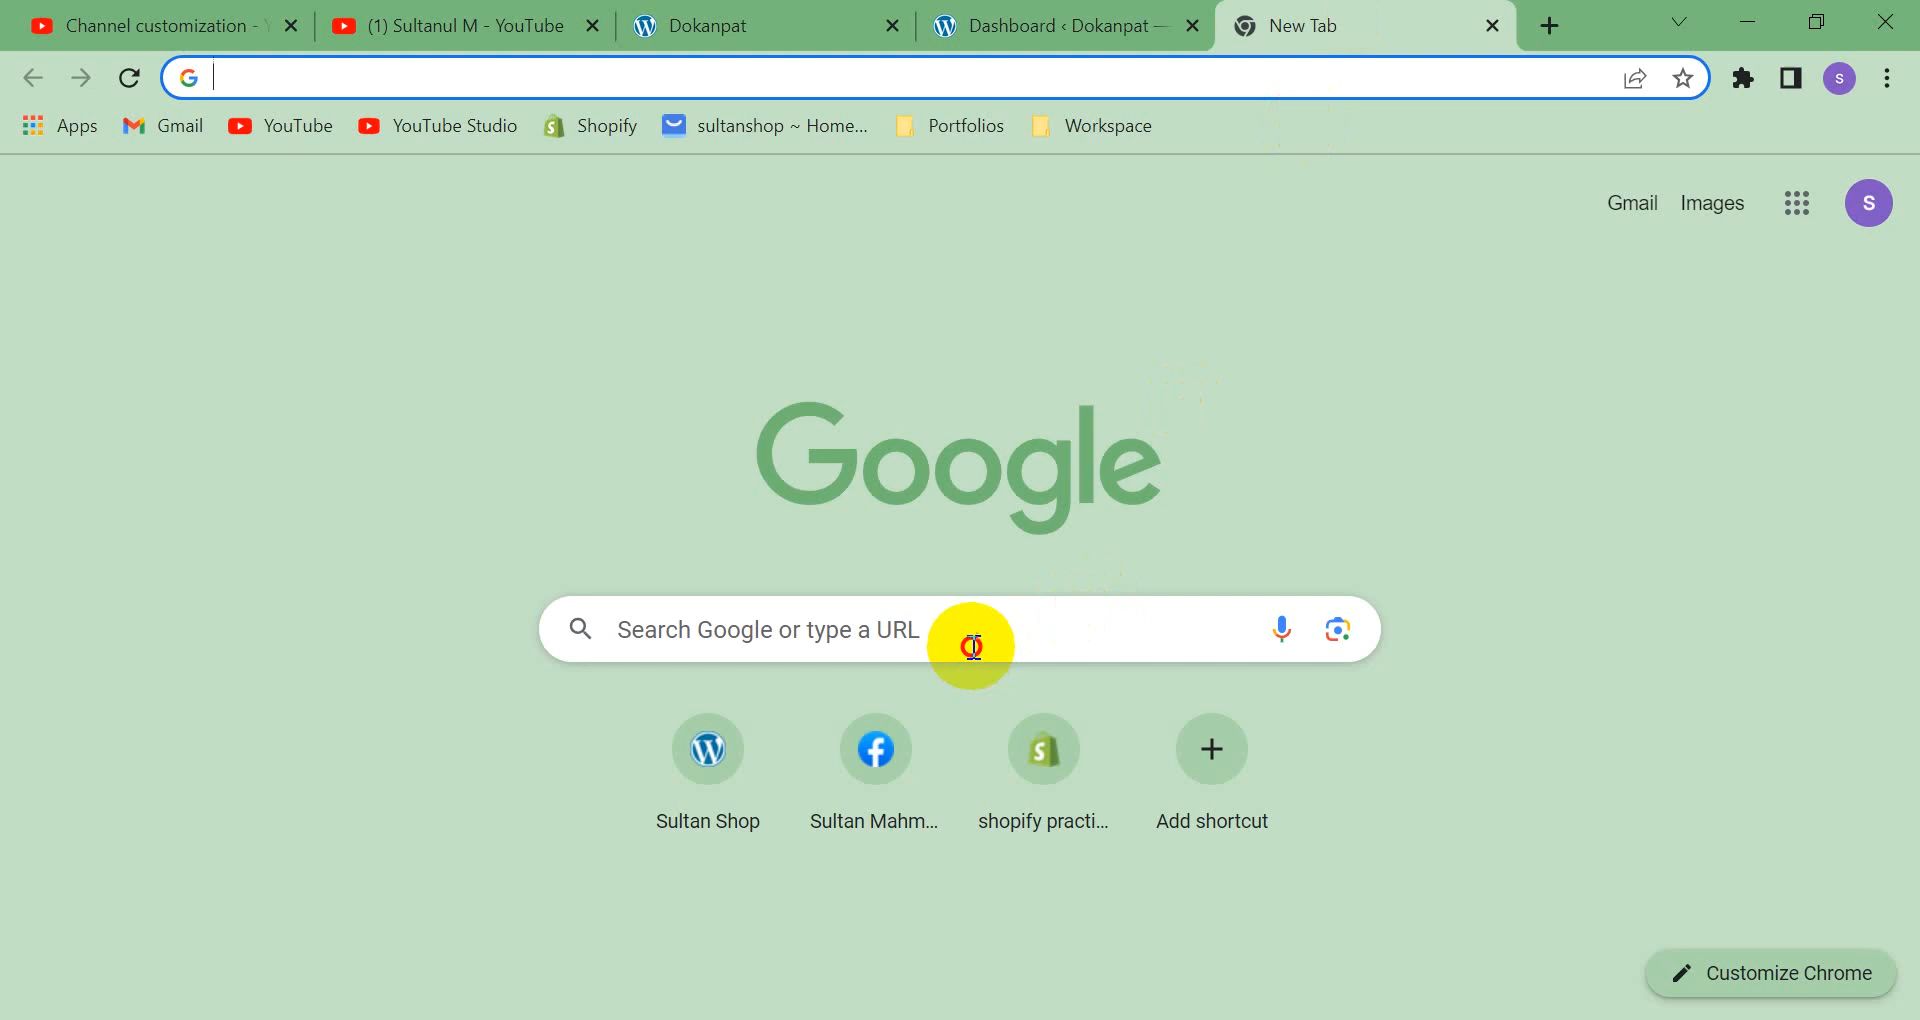 Channel customization -
(1) Sultanul M - YouTube
Dokanpat
Dashboard ‹ Dokanpat —
New Tab
s
Apps
Gmail
YouTube
YouTube Studio
Shopify
sultanshop ~ Home...
Portfolios
Workspace
Gmail
Images
S
Google
Search Google or type a URL
Sultan Shop
Sultan Mahm...
shopify practi...
Add shortcut
Customize Chrome